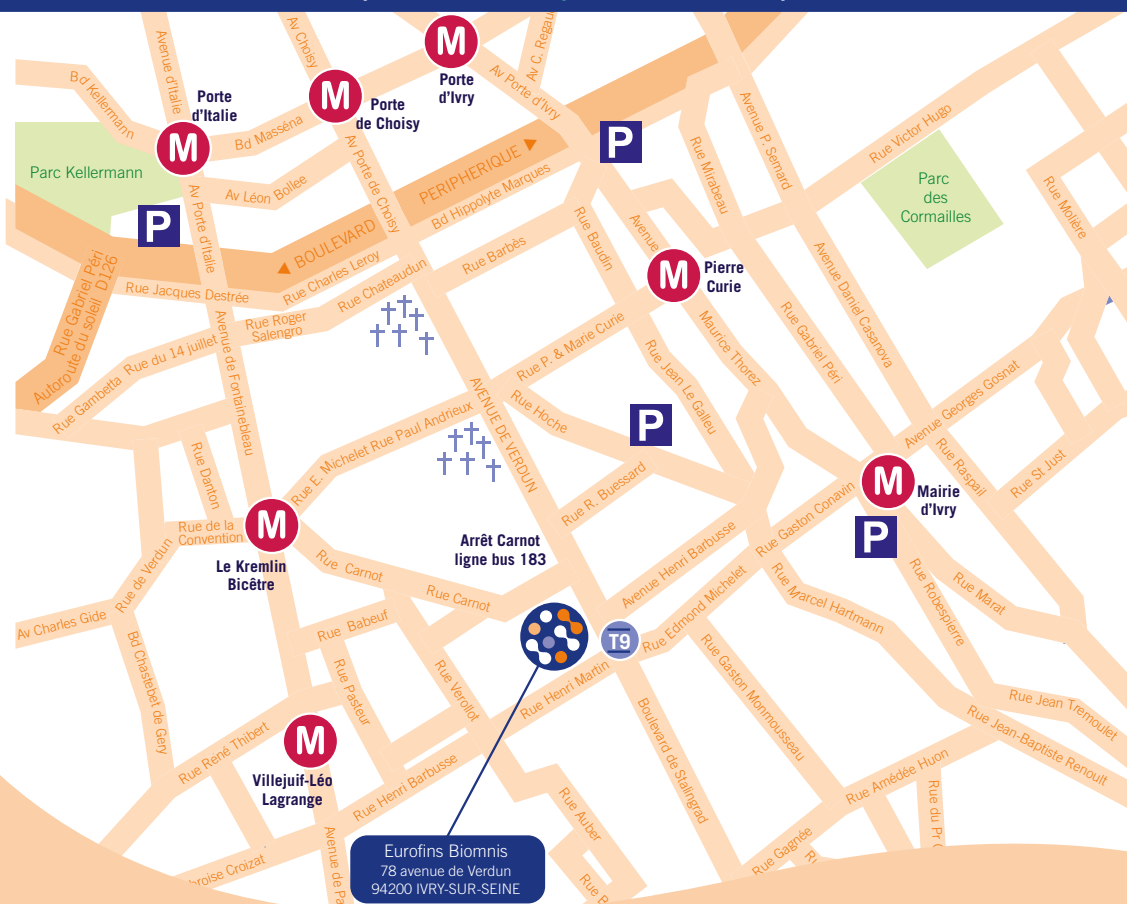 Avenue d'Italie
Av Choisy
Av C. Regau
M
Porte
d'Ivry
Av Porte d'Ivry
Bd Kellermann
Porte
d'Italie
M
M
Porte
de Choisy
Bd Masséna
P
Avenue P. Semard
Rue Victor Hugo
Parc Kellermann
Av Léon Bollee
Av Porte de Choisy
PERIPHERIQUE
Bd Hippolyte Marques
Rue Mirabeau
Parc
des
Cormailles
Rue Molière
P
Av Porte d'Italie
BOULEVARD
Rue Charles Leroy
Rue Barbès
Rue Baudin
Avenue
M
Pierre
Curie
Avenue Daniel Casanova
Rue Gabriel Péri
Autoroute du soleil D126
Rue Jacques Destrée
Rue Chateaudun
Rue Roger
Salengro
Rue du 14 juillet
Rue Gambetta
Avenue de Fontainebleau
Rue P. & Marie Curie
Maurice Thorez
Rue Gabriel Péri
Rue Jean Le Galleu
Avenue Georges Gosnat
AVENUE DE VERDUN
Rue Hoche
P
Rue E. Michelet Rue Paul Andrieux
Rue Danton
Rue R. Buessard
Rue Raspail
Rue St Just
M
Mairie
d'Ivry
P
Rue de la
Convention
M
Le Kremlin
Bicêtre
Arrêt Carnot
ligne bus 183
Rue Gaston Conavin
Avenue Henri Barbusse
Rue de Verdun
Rue Carnot
Rue Carnot
Rue Edmond Michelet
Rue Marcel Hartmann
Rue Robespierre
Rue Marat
Av Charles Gide
Rue Babeuf
T9
Bd Chastebet de Gery
Rue Pasteur
Rue Verollot
Rue Henri Martin
Rue Gaston Monmousseau
Boulevard de Stalingrad
Rue Jean Tremoulet
Rue Jean-Baptiste Renoult
Rue René Thibert
M
Villejuif-Léo
Lagrange
Rue Henri Barbusse
Rue Amédée Huon
Rue Auber
Rue du Pr
Rue Gagnée
Avenue de Pa
broise Croizat
Eurofins Biomnis
78 avenue de Verdun
94200 IVRY-SUR-SEINE